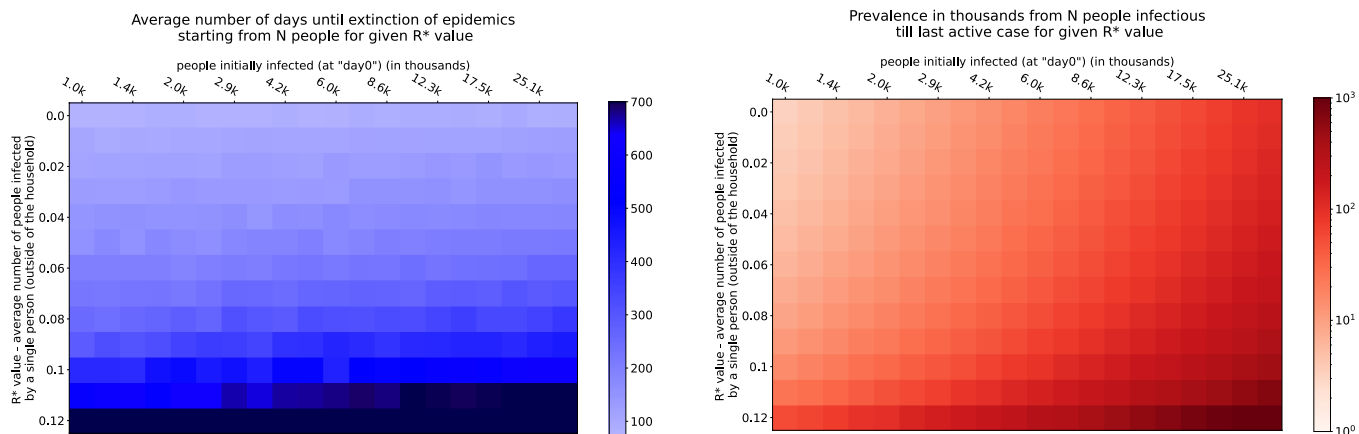 Average number of days until extinction of epidemics
starting from N people for given R* value
people initially infected (at "day0") (in thousands)
1.0k 1.4k 2.0k 2.9k 4.2k 6.0k 8.6k 12.3k 17.5k 25.1k
R* value - average number of people infected
by a single person (outside of the household)
0.0
0.02
0.04
0.06
0.08
0.1
0.12
700
600
500
400
300
200
100
Prevalence in thousands from N people infectious
till last active case for given R* value
people initially infected (at "day0") (in thousands)
1.0k 1.4k 2.0k 2.9k 4.2k 6.0k 8.6k 12.3k 17.5k 25.1k
R* value - average number of people infected
by a single person (outside of the household)
0.0
0.02
0.04
0.06
0.08
0.1
0.12
10³
10²
10¹
10⁰